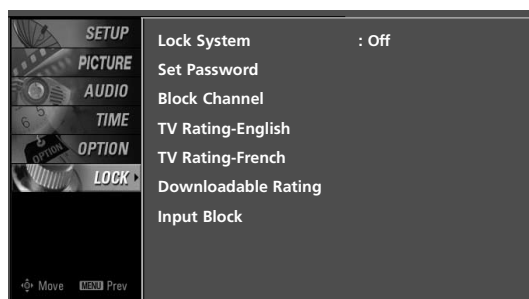 SETUP
PICTURE
AUDIO
TIME
OPTION
LOCK
Move MENU Prev
Lock System : Off
Set Password
Block Channel
TV Rating-English
TV Rating-French
Downloadable Rating
Input Block